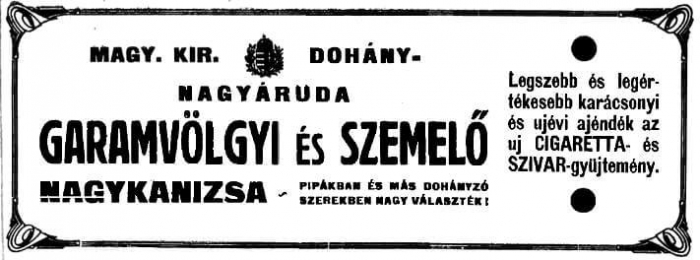 MAGY. KIR. DOHÁNY-
NAGYÁRUDA
GARAMVÖLGYI ÉS SZEMELŐ
NAGYKANIZSA - PIPÁKBAN ÉS MÁS DOHÁNYZÓ
SZEREKBEN NAGY VÁLASZTÉK!
Legszebb és legér-
tékesebb karácsonyi
és ujévi ajéndék az
uj CIGARETTA- és
SZIVAR-gyüjtemény.